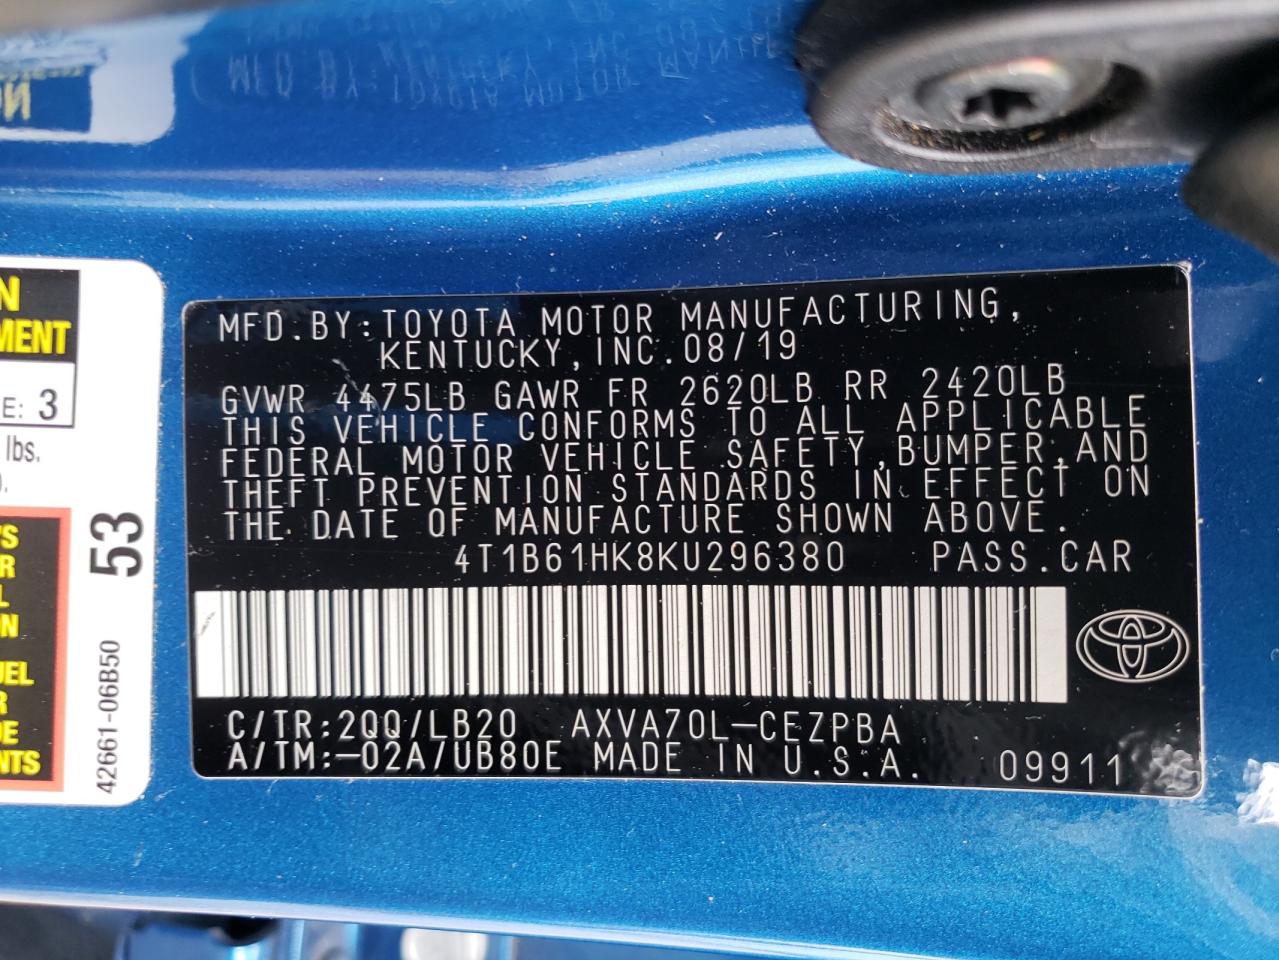 MFD.BY:TOYOTA MOTOR MANUFACTURING,
KENTUCKY,INC.08/19
GVWR 4475LB GAWR FR 2620LB RR 2420LB
THIS VEHICLE CONFORMS TO ALL APPLICABLE
FEDERAL MOTOR VEHICLE SAFETY,BUMPER,AND
THEFT PREVENTION STANDARDS IN EFFECT ON
THE DATE OF MANUFACTURE SHOWN ABOVE.
4T1B61HK8KU296380 PASS.CAR
C/TR:2QQ/LB20 AXVA70L-CEZPBA
A/TM:-02A/UB80E MADE IN U.S.A. 09911
E: 3
lbs.
53
42661-06B50